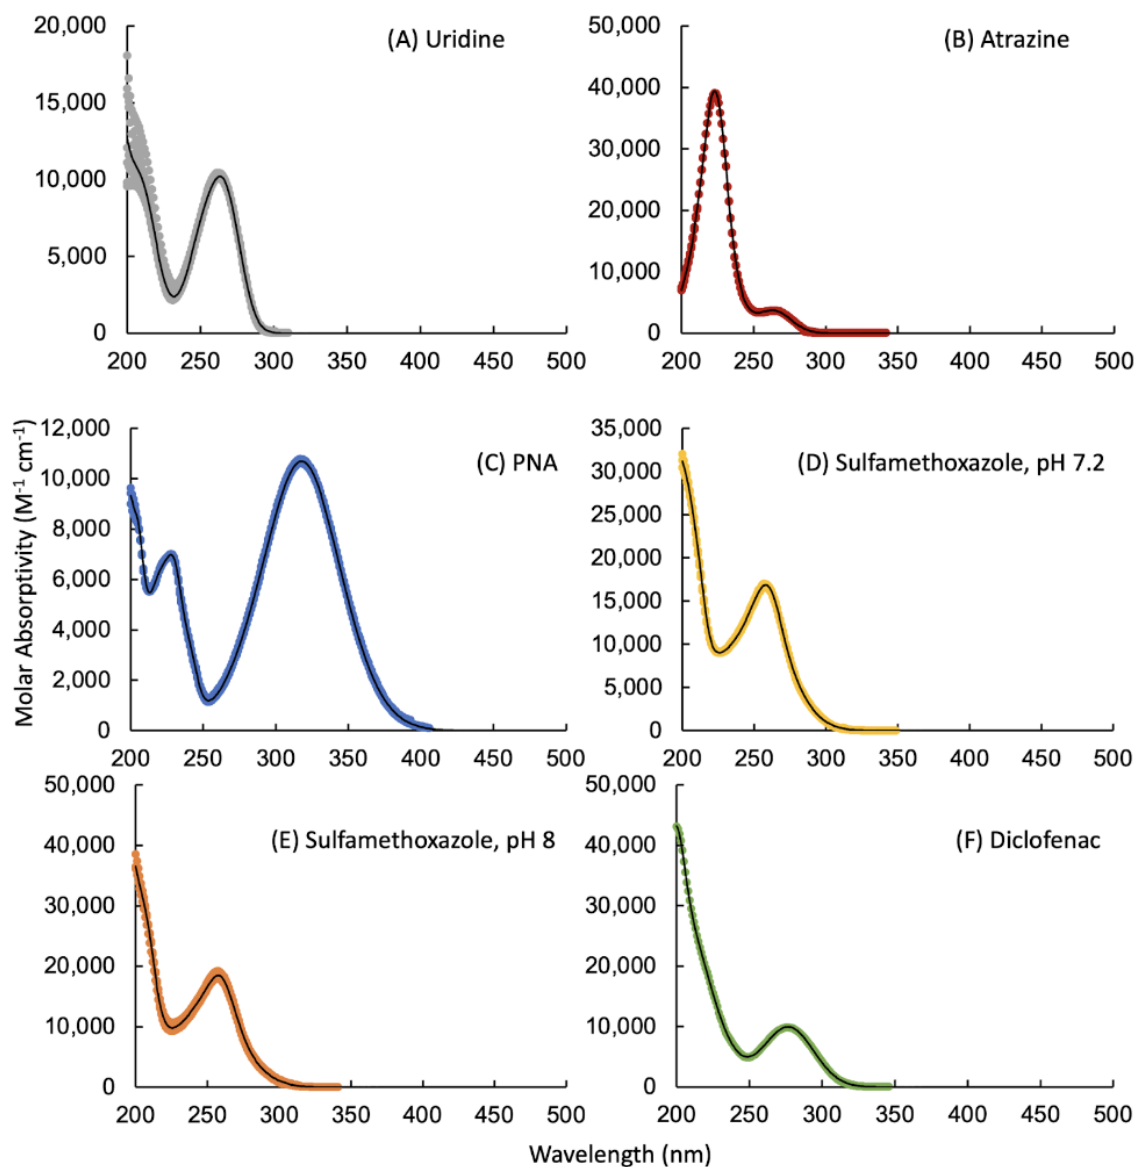 (A) Uridine
20,000
15,000
10,000
5,000
0
200 250 300 350 400 450 500
(B) Atrazine
50,000
40,000
30,000
20,000
10,000
0
200 250 300 350 400 450 500
Molar Absorptivity (M⁻¹ cm⁻¹)
(C) PNA
12,000
10,000
8,000
6,000
4,000
2,000
0
200 250 300 350 400 450 500
(D) Sulfamethoxazole, pH 7.2
35,000
30,000
25,000
20,000
15,000
10,000
5,000
0
200 250 300 350 400 450 500
(E) Sulfamethoxazole, pH 8
50,000
40,000
30,000
20,000
10,000
0
200 250 300 350 400 450 500
(F) Diclofenac
50,000
40,000
30,000
20,000
10,000
0
200 250 300 350 400 450 500
Wavelength (nm)